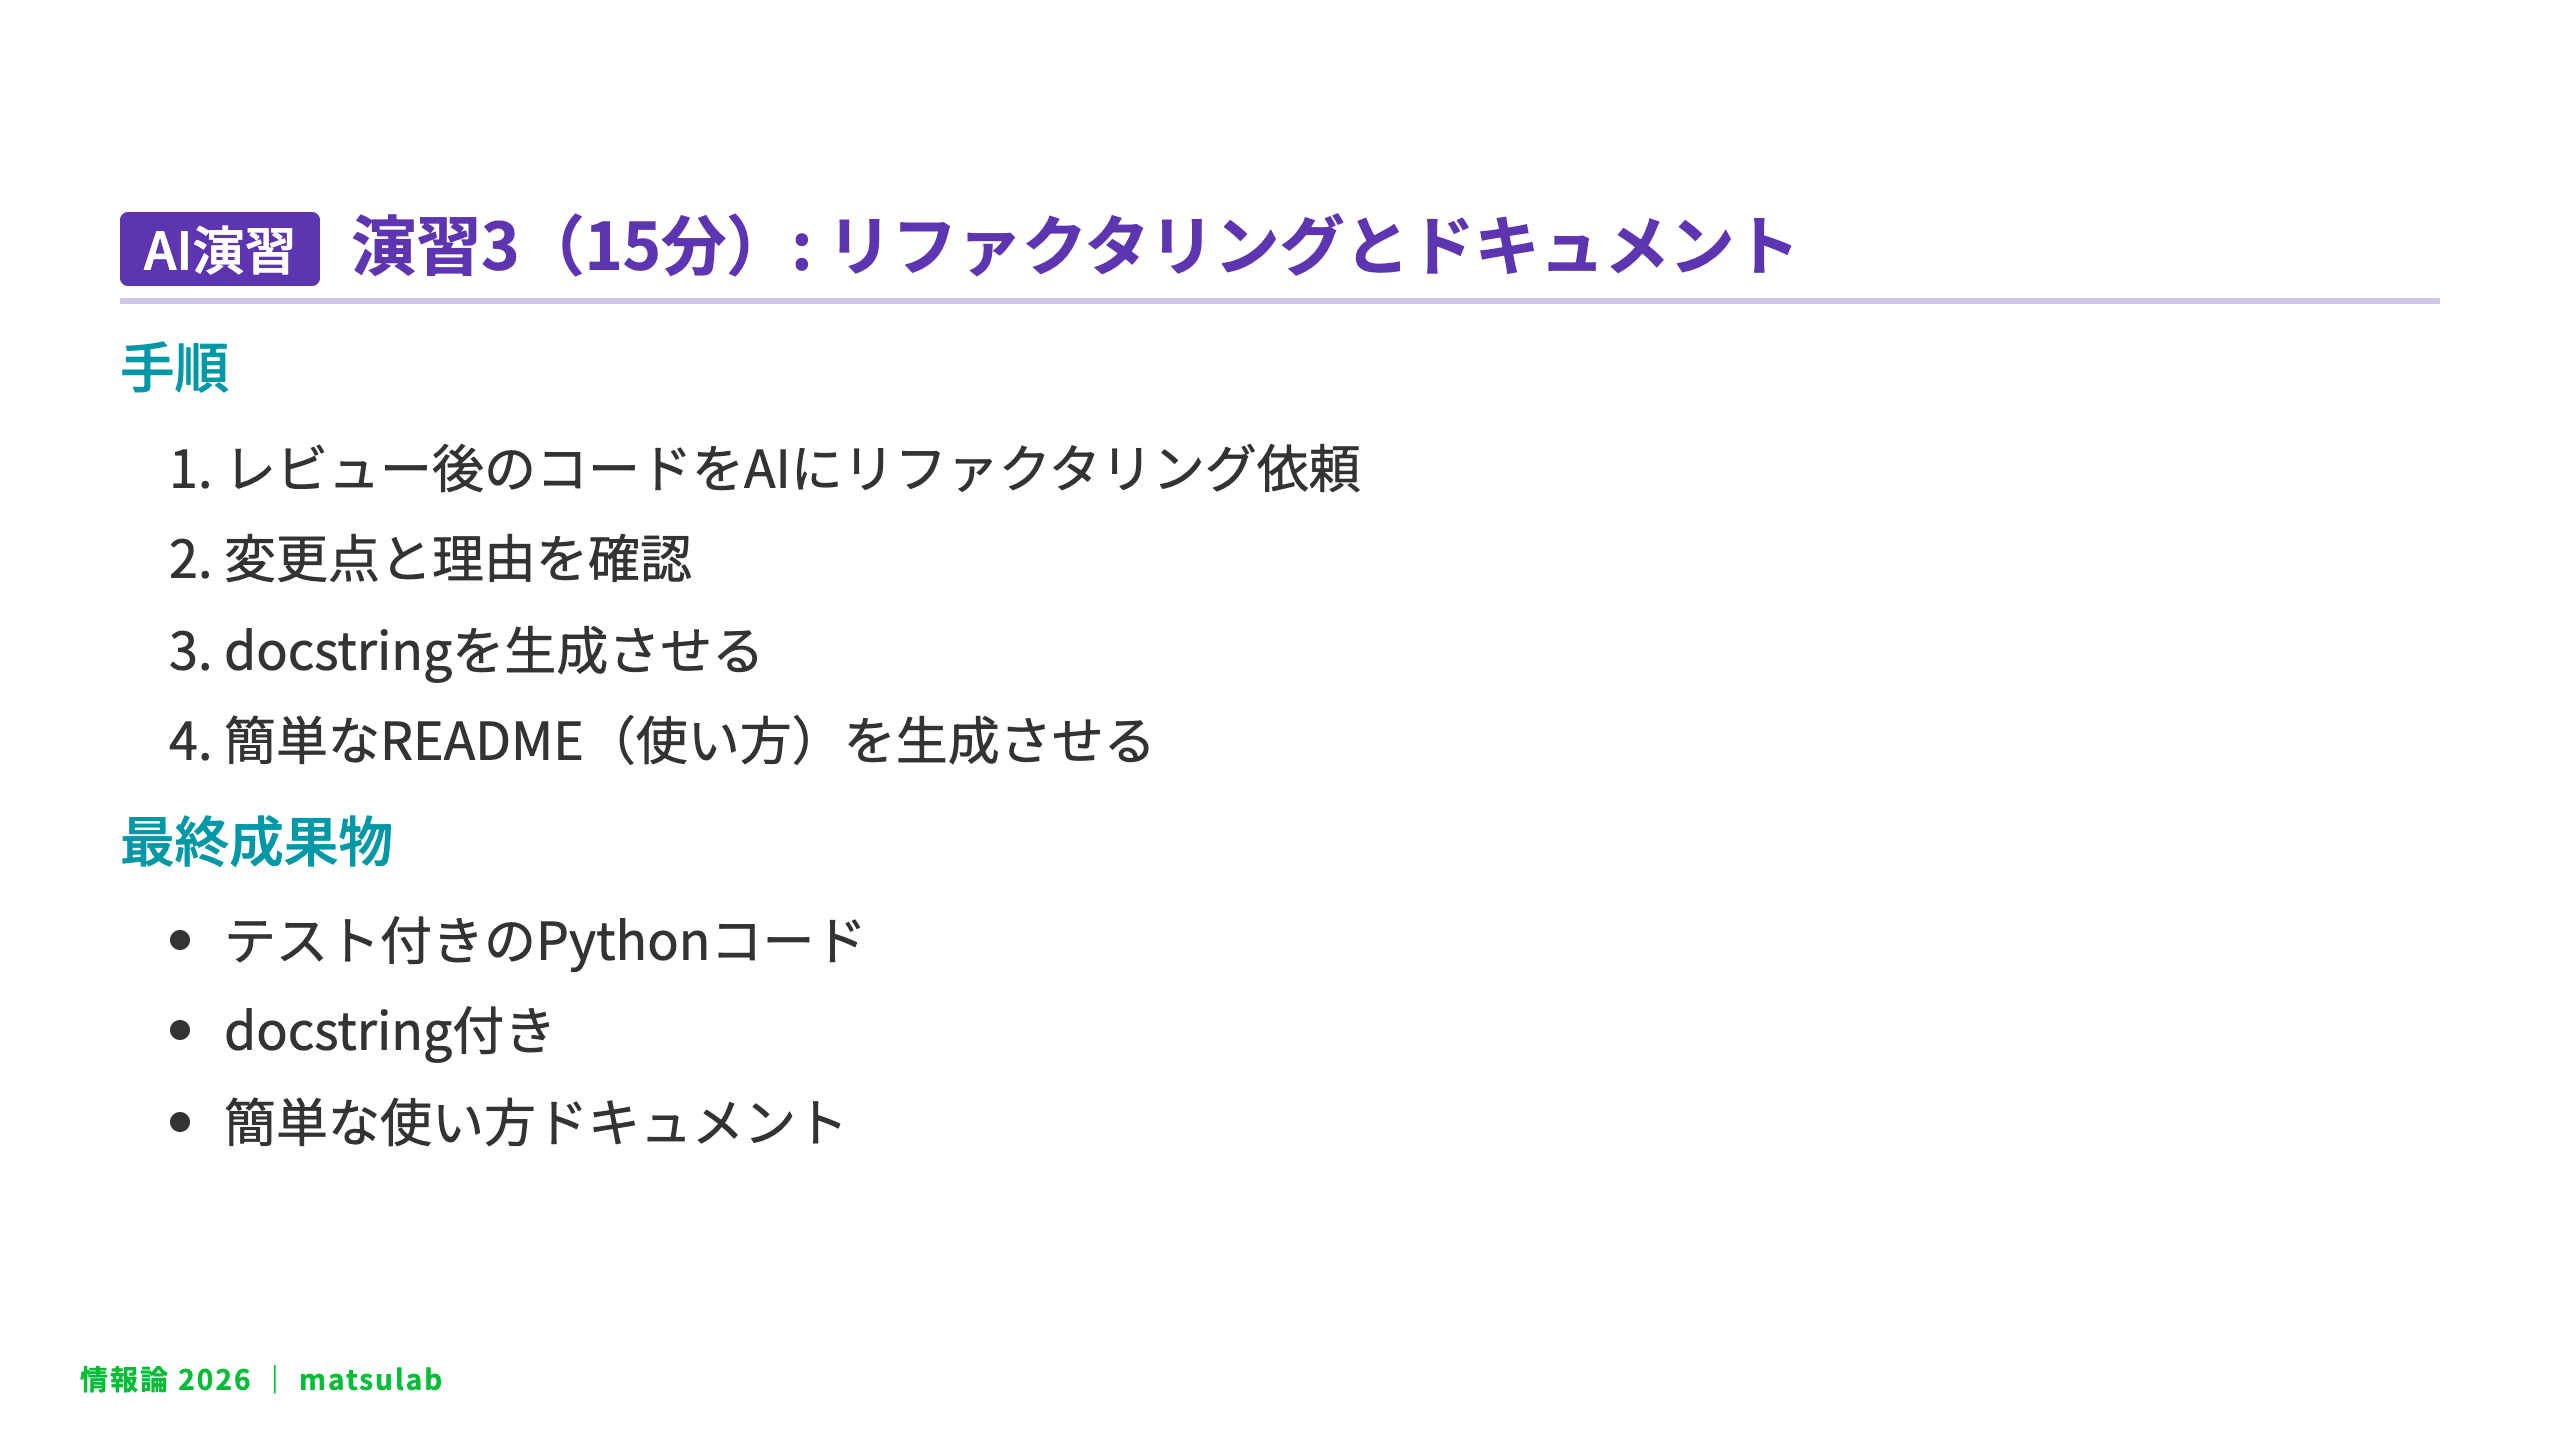 AI演習 演習3（15分）: リファクタリングとドキュメント
手順
1. レビュー後のコードをAIにリファクタリング依頼
2. 変更点と理由を確認
3. docstringを生成させる
4. 簡単なREADME（使い方）を生成させる
最終成果物
• テスト付きのPythonコード
• docstring付き
• 簡単な使い方ドキュメント
情報論 2026 ｜ matsulab